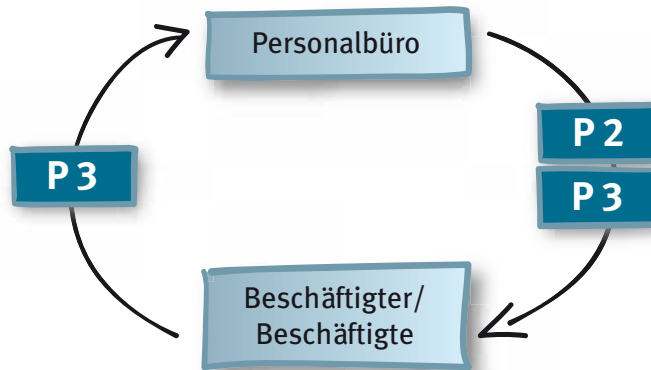 Personalbüro
P 2
P 3
P 3
Beschäftigter/
Beschäftigte